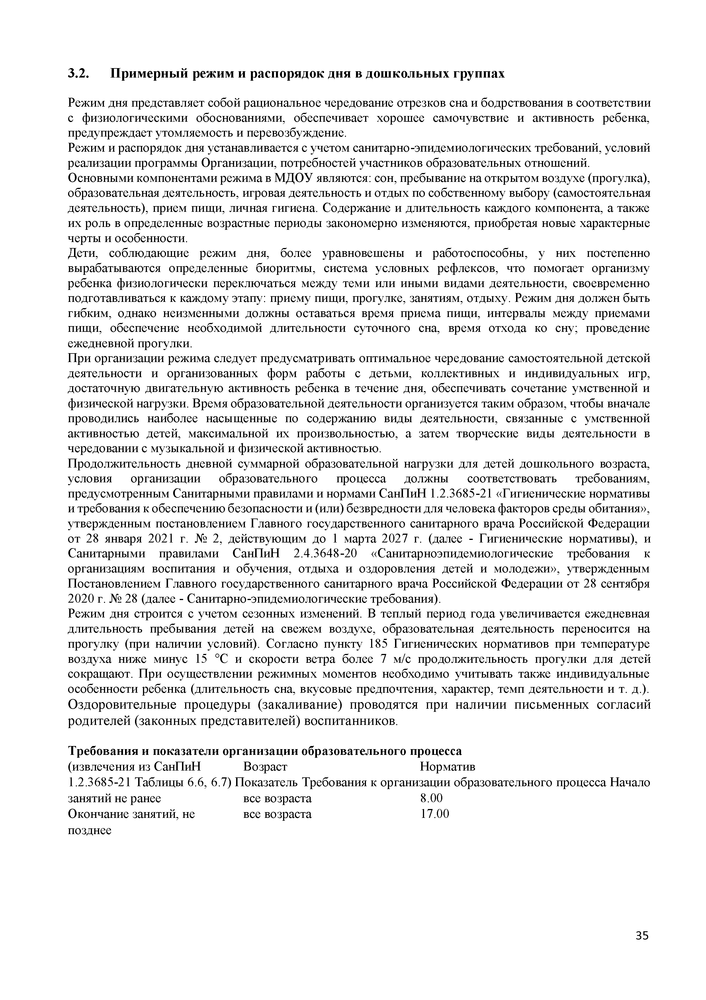 3.2. Примерный режим и распорядок дня в дошкольных группах
Режим дня представляет собой рациональное чередование отрезков сна и бодрствования в соответствии
с физиологическими обоснованиями, обеспечивает хорошее самочувствие и активность ребенка,
предупреждает утомляемость и перевозбуждение.
Режим и распорядок дня устанавливается с учетом санитарно-эпидемиологических требований, условий
реализации программы Организации, потребностей участников образовательных отношений.
Основными компонентами режима в МДОУ являются: сон, пребывание на открытом воздухе (прогулка),
образовательная деятельность, игровая деятельность и отдых по собственному выбору (самостоятельная
деятельность), прием пищи, личная гигиена. Содержание и длительность каждого компонента, а также
их роль в определенные возрастные периоды закономерно изменяются, приобретая новые характерные
черты и особенности.
Дети, соблюдающие режим дня, более уравновешены и работоспособны, у них постепенно
вырабатываются определенные биоритмы, система условных рефлексов, что помогает организму
ребенка физиологически переключаться между теми или иными видами деятельности, своевременно
подготавливаться к каждому этапу: приему пищи, прогулке, занятиям, отдыху. Режим дня должен быть
гибким, однако неизменными должны оставаться время приема пищи, интервалы между приемами
пищи, обеспечение необходимой длительности суточного сна, время отхода ко сну; проведение
ежедневной прогулки.
При организации режима следует предусматривать оптимальное чередование самостоятельной детской
деятельности и организованных форм работы с детьми, коллективных и индивидуальных игр,
достаточную двигательную активность ребенка в течение дня, обеспечивать сочетание умственной и
физической нагрузки. Время образовательной деятельности организуется таким образом, чтобы вначале
проводились наиболее насыщенные по содержанию виды деятельности, связанные с умственной
активностью детей, максимальной их произвольностью, а затем творческие виды деятельности в
чередовании с музыкальной и физической активностью.
Продолжительность дневной суммарной образовательной нагрузки для детей дошкольного возраста,
условия организации образовательного процесса должны соответствовать требованиям,
предусмотренным Санитарными правилами и нормами СанПиН 1.2.3685-21 «Гигиенические нормативы
и требования к обеспечению безопасности и (или) безвредности для человека факторов среды обитания»,
утвержденным постановлением Главного государственного санитарного врача Российской Федерации
от 28 января 2021 г. № 2, действующим до 1 марта 2027 г. (далее - Гигиенические нормативы), и
Санитарными правилами СанПиН 2.4.3648-20 «Санитарноэпидемиологические требования к
организациям воспитания и обучения, отдыха и оздоровления детей и молодежи», утвержденным
Постановлением Главного государственного санитарного врача Российской Федерации от 28 сентября
2020 г. № 28 (далее - Санитарно-эпидемиологические требования).
Режим дня строится с учетом сезонных изменений. В теплый период года увеличивается ежедневная
длительность пребывания детей на свежем воздухе, образовательная деятельность переносится на
прогулку (при наличии условий). Согласно пункту 185 Гигиенических нормативов при температуре
воздуха ниже минус 15 °С и скорости ветра более 7 м/с продолжительность прогулки для детей
сокращают. При осуществлении режимных моментов необходимо учитывать также индивидуальные
особенности ребенка (длительность сна, вкусовые предпочтения, характер, темп деятельности и т. д.).
Оздоровительные процедуры (закаливание) проводятся при наличии письменных согласий
родителей (законных представителей) воспитанников.
Требования и показатели организации образовательного процесса
(извлечения из СанПиН Возраст Норматив
1.2.3685-21 Таблицы 6.6, 6.7) Показатель Требования к организации образовательного процесса Начало
занятий не ранее все возраста 8.00
Окончание занятий, не все возраста 17.00
позднее
35